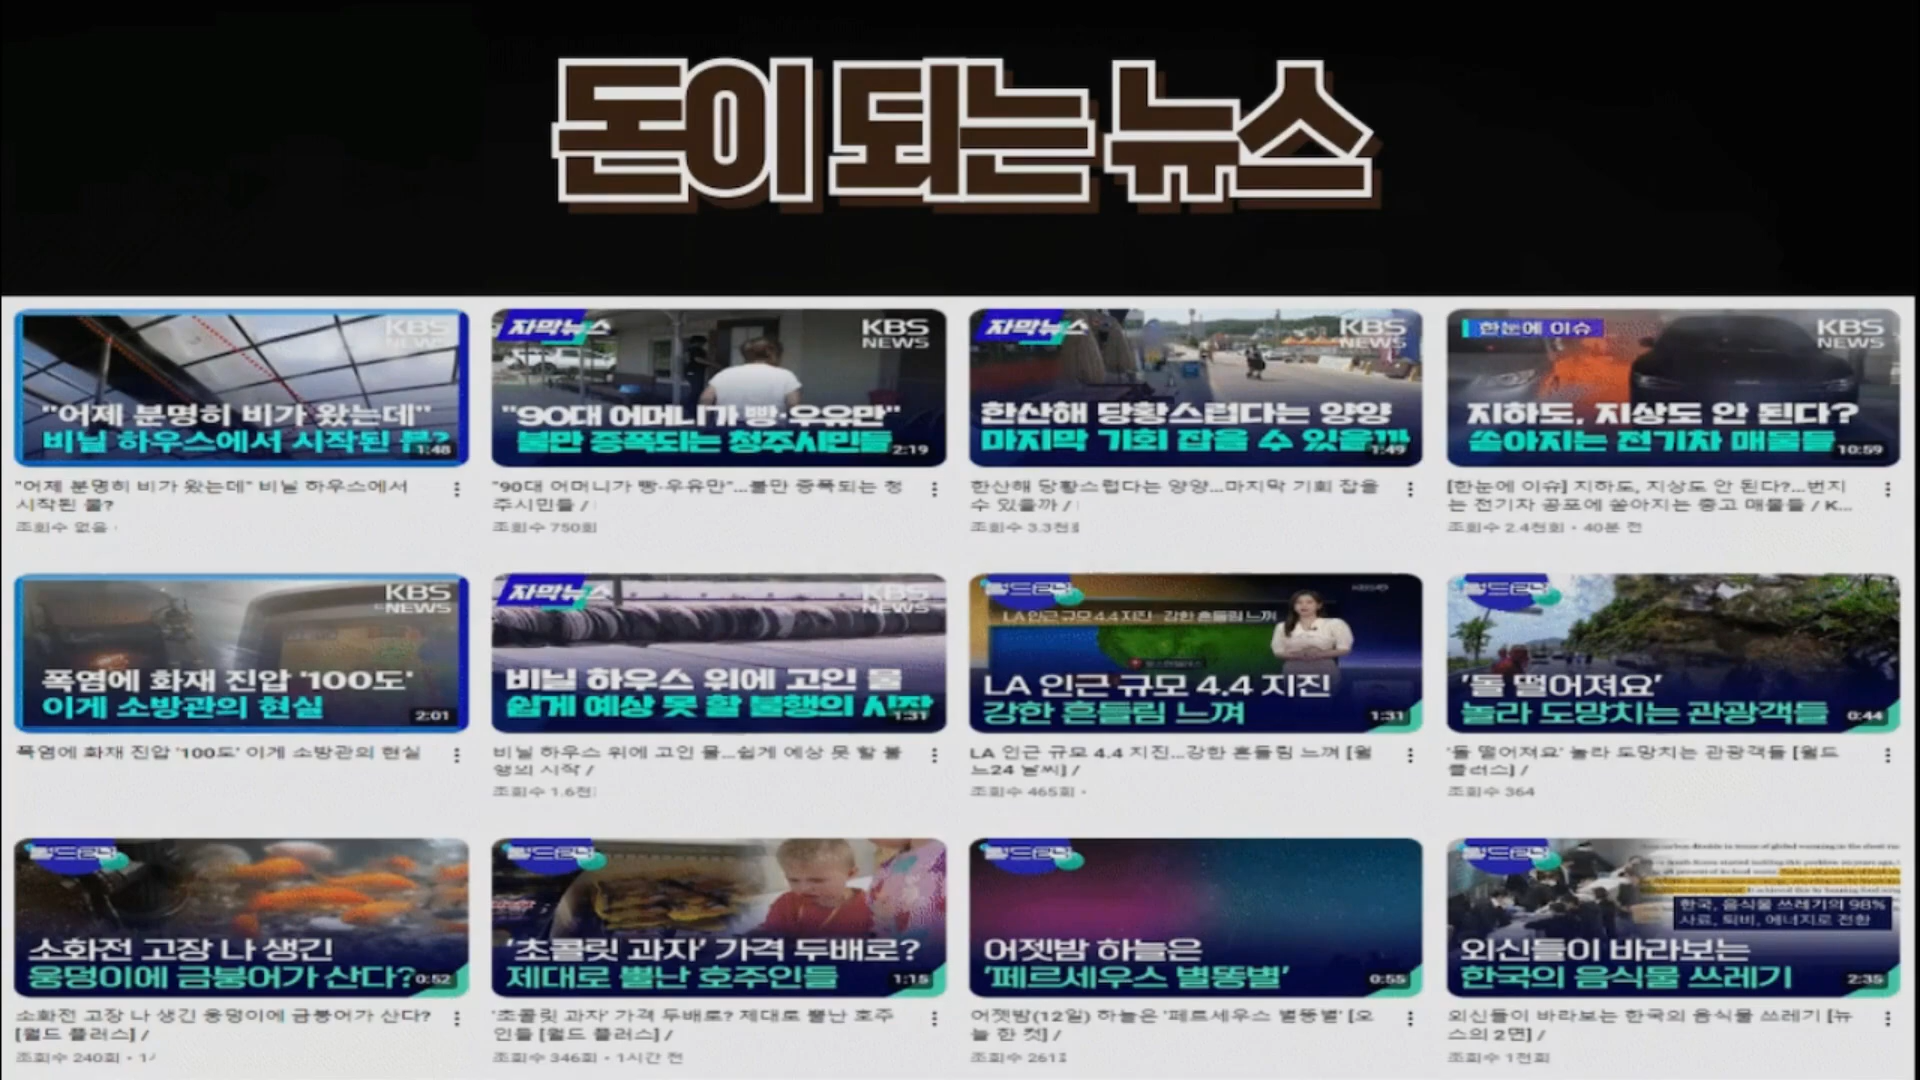 돈이 되는 뉴스
KBS
NEWS
"어제 분명히 비가 왔는데"
비닐 하우스에서 시작된 불?
1:48
자막뉴스
KBS
NEWS
"90대 어머니가 빵·우유만"
불만 증폭되는 청주시민들
2:19
자막뉴스
KBS
NEWS
한산해 당황스럽다는 양양
마지막 기회 잡을 수 있을까
1:49
한눈에 이슈
KBS
NEWS
지하도, 지상도 안 된다?
쏟아지는 전기차 매물들
10:59
"어제 분명히 비가 왔는데" 비닐 하우스에서
시작된 불?
조회수 없음
"90대 어머니가 빵·우유만"...불만 증폭되는 청
주시민들 /
조회수 750회
한산해 당황스럽다는 양양...마지막 기회 잡을
수 있을까 /
조회수 3.3천회
[한눈에 이슈] 지하도, 지상도 안 된다?...번지
는 전기차 공포에 쏟아지는 중고 매물들 / K...
조회수 2.4천회 • 40분 전
KBS
NEWS
폭염에 화재 진압 '100도'
이게 소방관의 현실
2:01
자막뉴스
KBS
NEWS
비닐 하우스 위에 고인 물
쉽게 예상 못 할 불행의 시작
1:31
LA 인근 규모 4.4 지진…강한 흔들림 느껴
LA 인근 규모 4.4 지진
강한 흔들림 느껴
1:31
'돌 떨어져요'
놀라 도망치는 관광객들
0:44
폭염에 화재 진압 '100도' 이게 소방관의 현실
비닐 하우스 위에 고인 물...쉽게 예상 못 할 불
행의 시작 /
조회수 1.6천
LA 인근 규모 4.4 지진...강한 흔들림 느껴 [월
드24 날씨] /
조회수 465회 •
'돌 떨어져요' 놀라 도망치는 관광객들 [월드
플러스] /
조회수 364
월드24
소화전 고장 나 생긴
웅덩이에 금붕어가 산다?
0:52
월드24
'초콜릿 과자' 가격 두배로?
제대로 뿔난 호주인들
1:15
월드24
어젯밤 하늘은
'페르세우스 별똥별'
0:55
월드24
한국, 음식물 쓰레기의 98%
사료, 퇴비, 에너지로 전환
외신들이 바라보는
한국의 음식물 쓰레기
2:35
소화전 고장 나 생긴 웅덩이에 금붕어가 산다?
[월드 플러스] /
조회수 240회 • 1
'초콜릿 과자' 가격 두배로? 제대로 뿔난 호주
인들 [월드 플러스] /
조회수 346회 • 1시간 전
어젯밤(12일) 하늘은 '페르세우스 별똥별' [오
늘 한 컷] /
조회수 261
외신들이 바라보는 한국의 음식물 쓰레기 [뉴
스의 2면] /
조회수 1천회